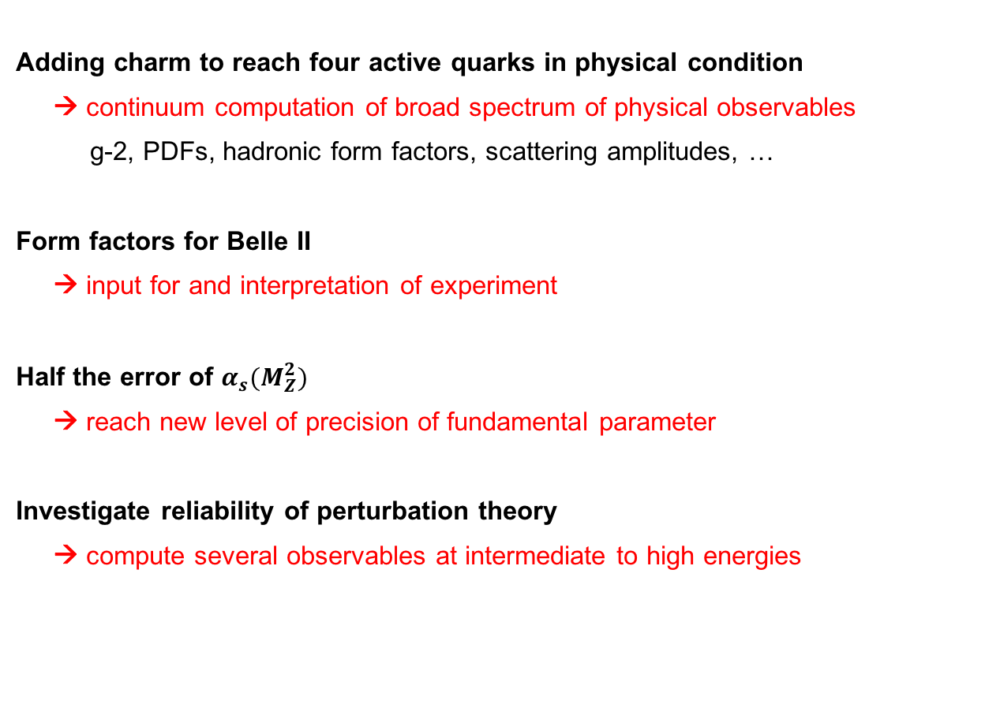 Adding charm to reach four active quarks in physical condition
→ continuum computation of broad spectrum of physical observables
g-2, PDFs, hadronic form factors, scattering amplitudes, …
Form factors for Belle II
→ input for and interpretation of experiment
Half the error of $\boldsymbol{\alpha_s(M_Z^2)}$
→ reach new level of precision of fundamental parameter
Investigate reliability of perturbation theory
→ compute several observables at intermediate to high energies